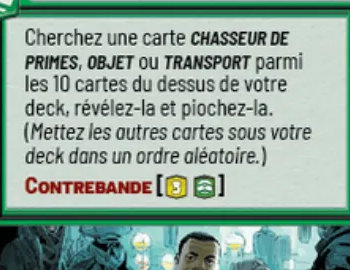 Cherchez une carte CHASSEUR DE
PRIMES, OBJET ou TRANSPORT parmi
les 10 cartes du dessus de votre
deck, révélez-la et piochez-la.
(Mettez les autres cartes sous votre
deck dans un ordre aléatoire.)
CONTREBANDE [3]